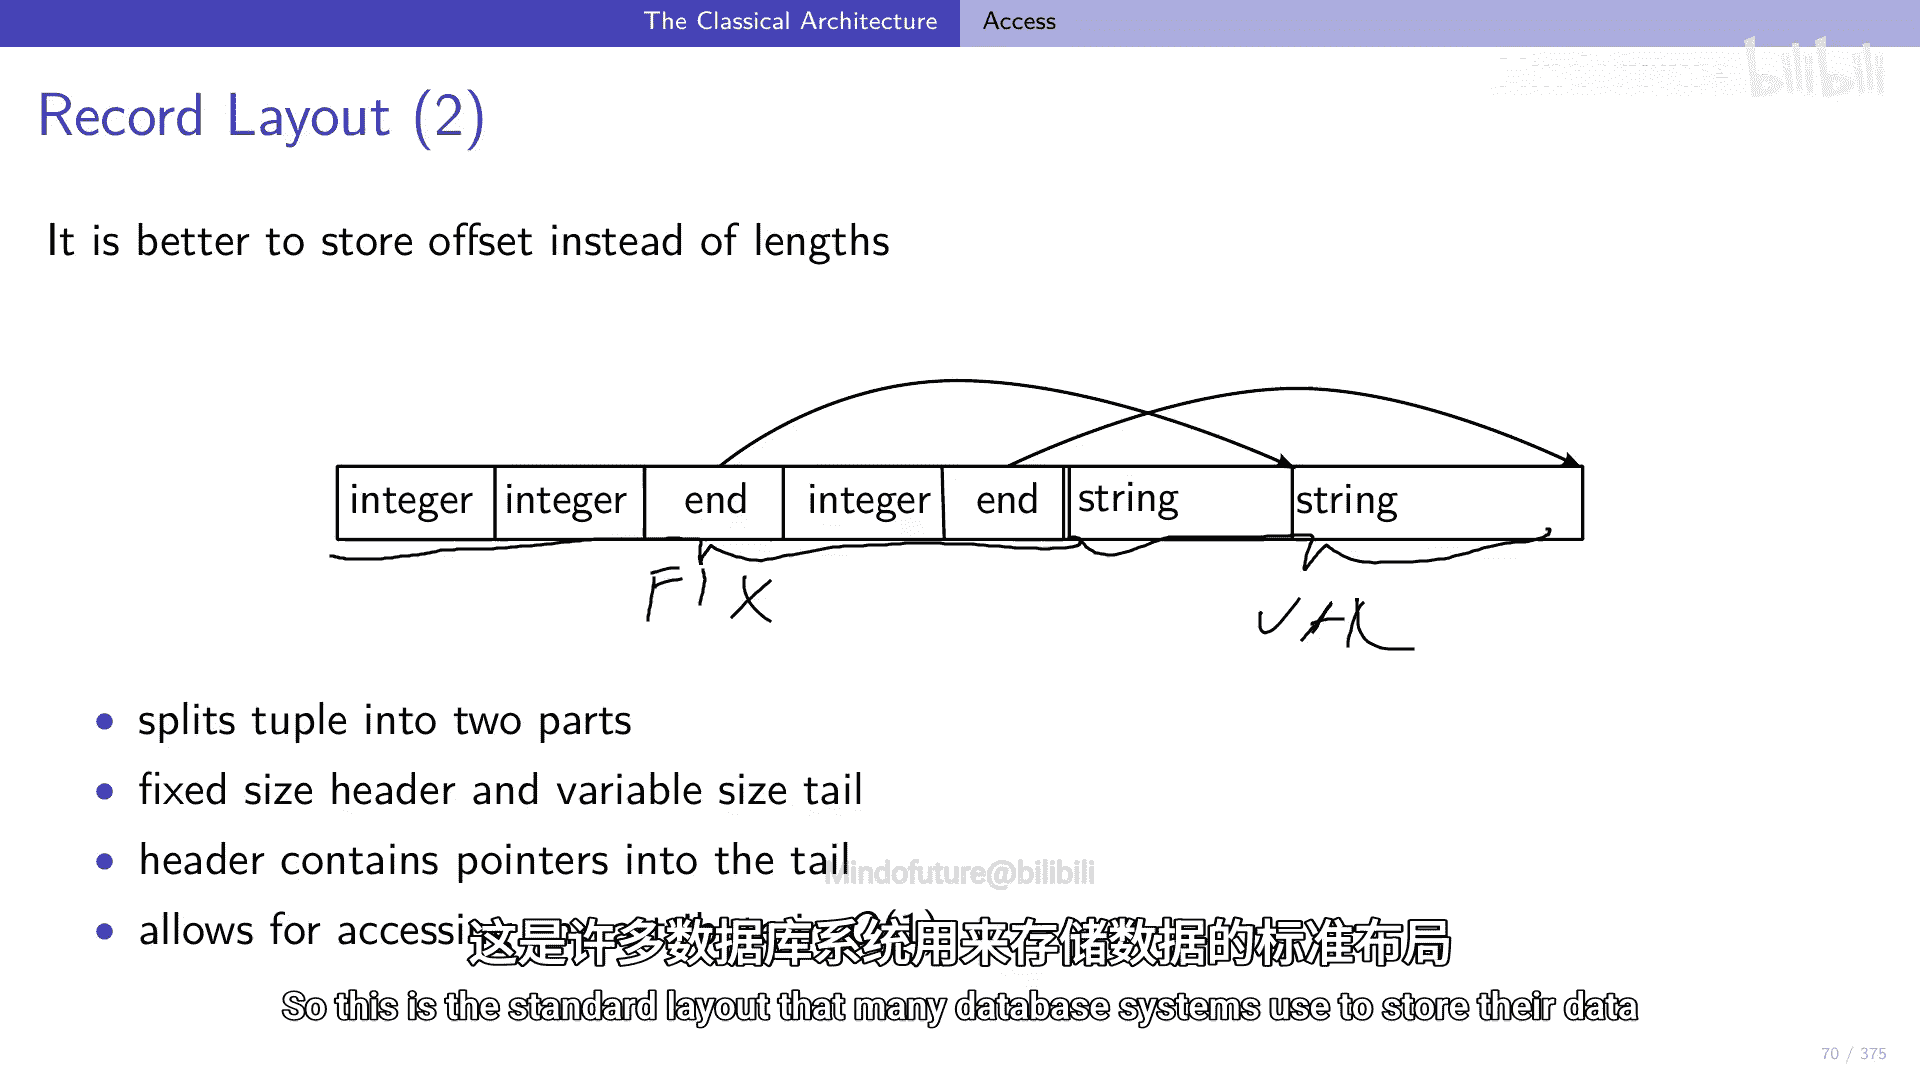 The Classical Architecture Access
bilibili
Record Layout (2)
It is better to store offset instead of lengths
integer integer end integer end string string
FIX
VAR
• splits tuple into two parts
• fixed size header and variable size tail
• header contains pointers into the tail
Mindofuture@bilibili
• allows for accessi
这是许多数据库系统用来存储数据的标准布局
So this is the standard layout that many database systems use to store their data
70 / 375